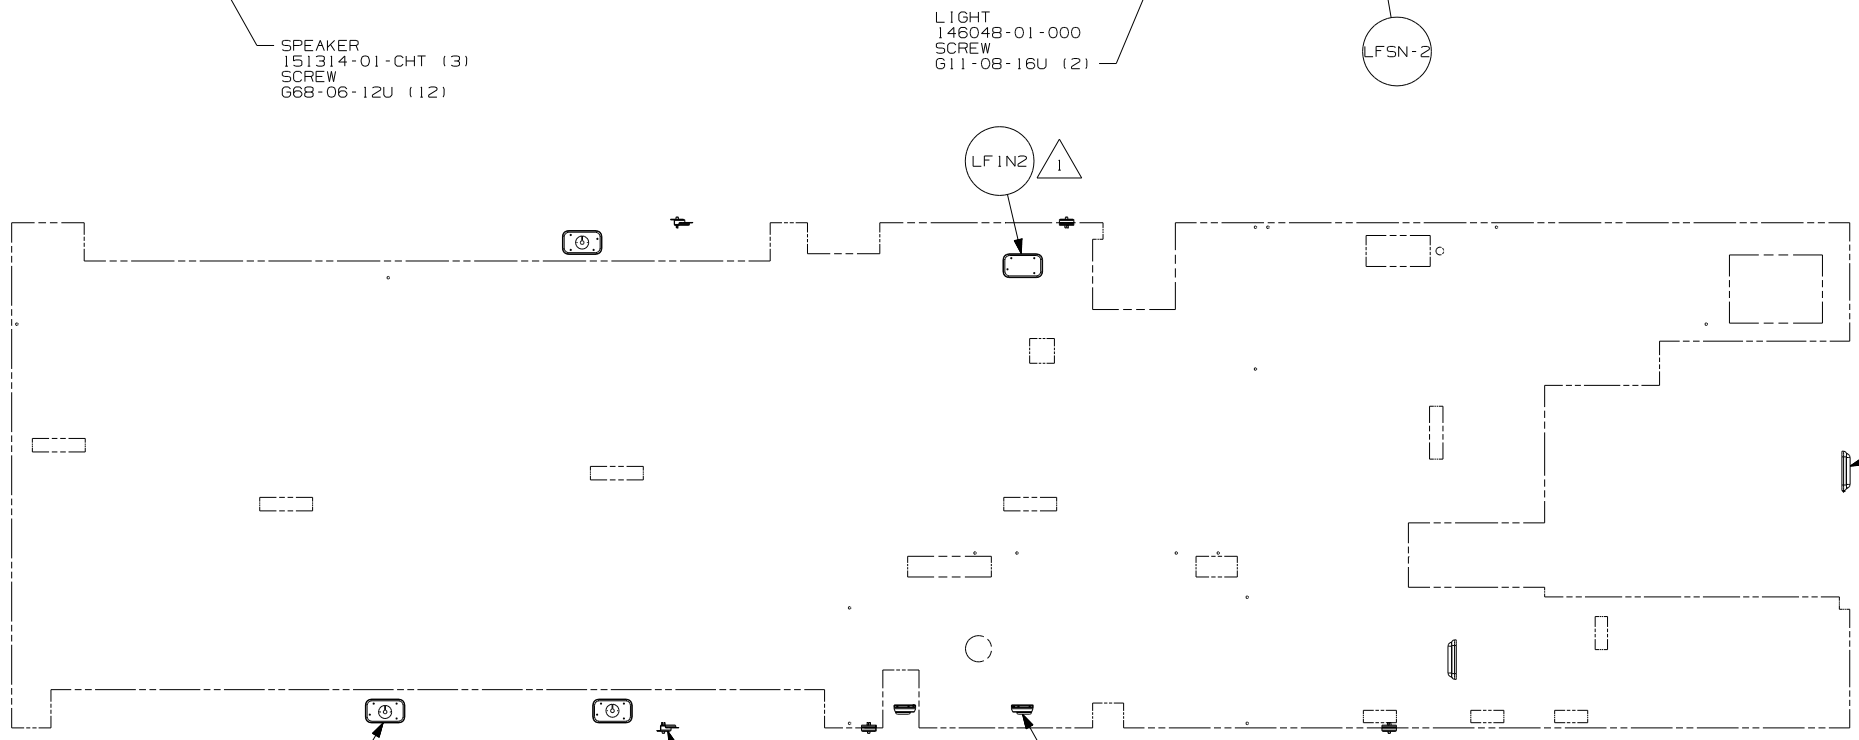 SPEAKER
151314-01-CHT (3)
SCREW
G68-06-12U (12)
LIGHT
146048-01-000
SCREW
G11-08-16U (2)
LFSN-2
LF1N2
1